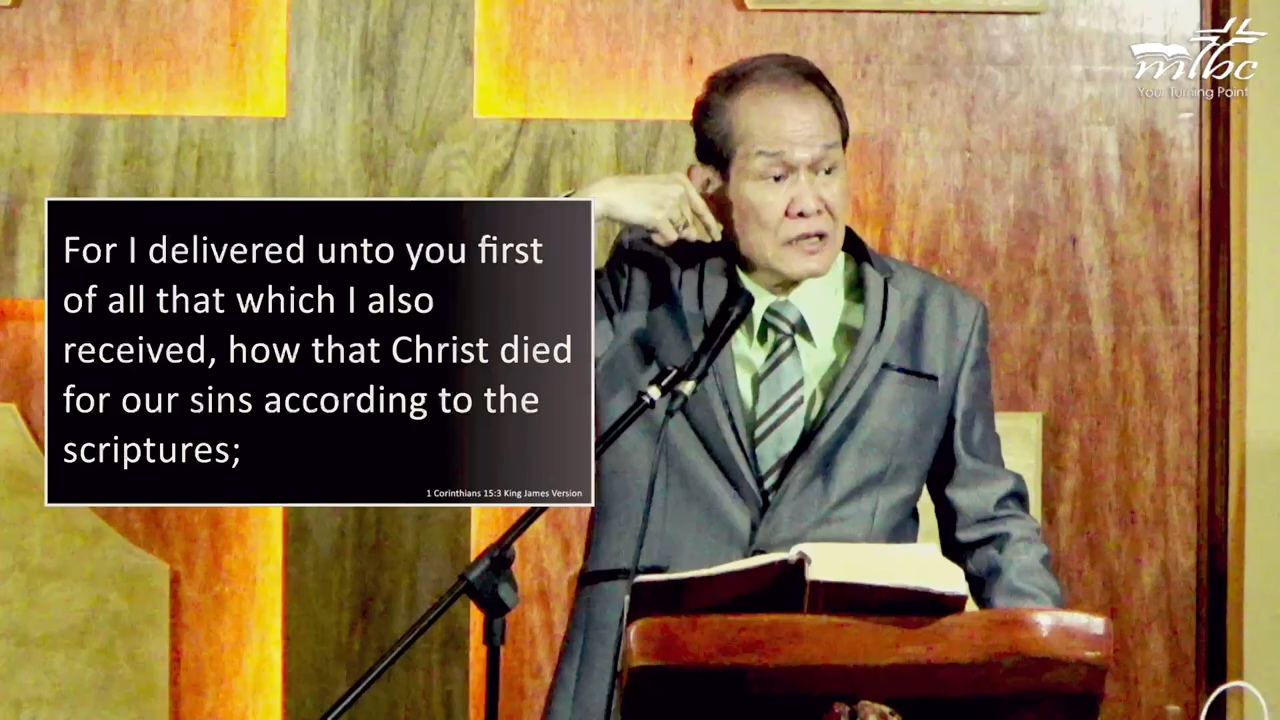 mlbc
Your Turning Point
For I delivered unto you first
of all that which I also
received, how that Christ died
for our sins according to the
scriptures;
1 Corinthians 15:3 King James Version